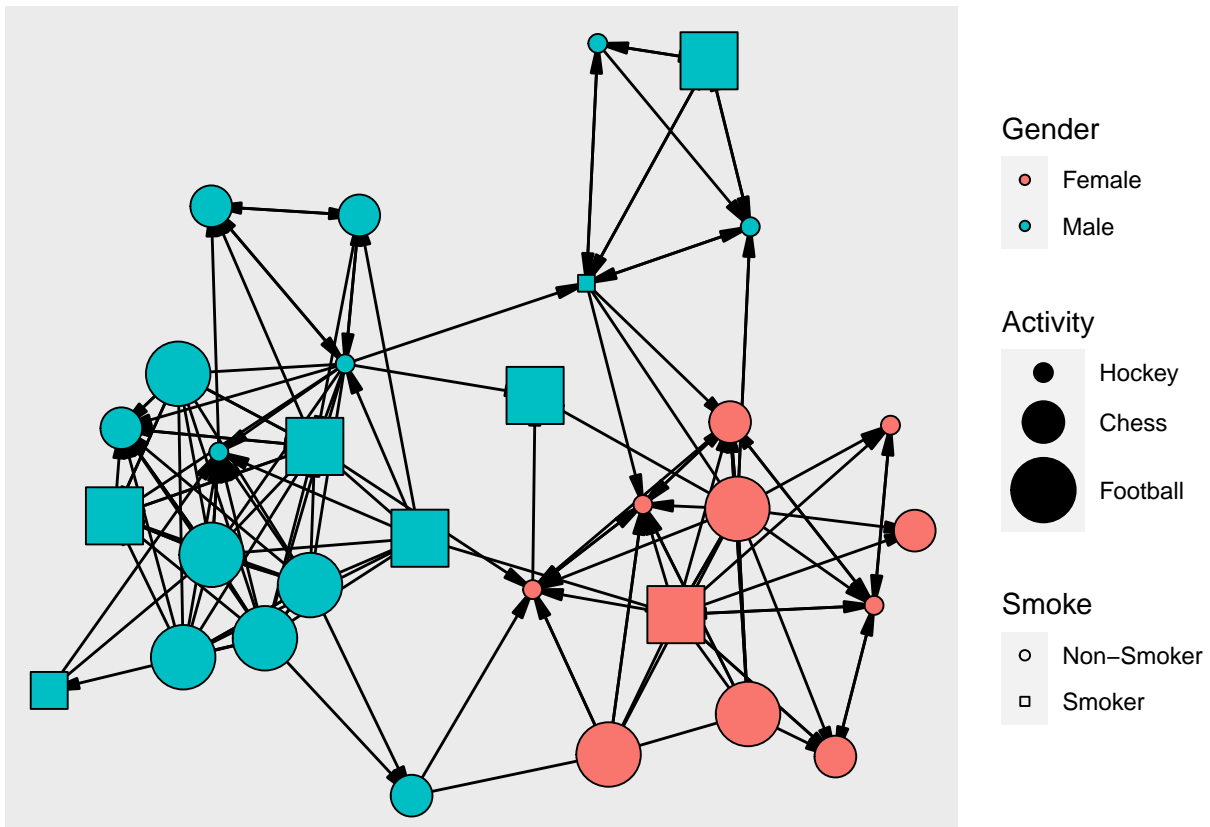 Gender
Female
Male
Activity
Hockey
Chess
Football
Smoke
Non−Smoker
Smoker